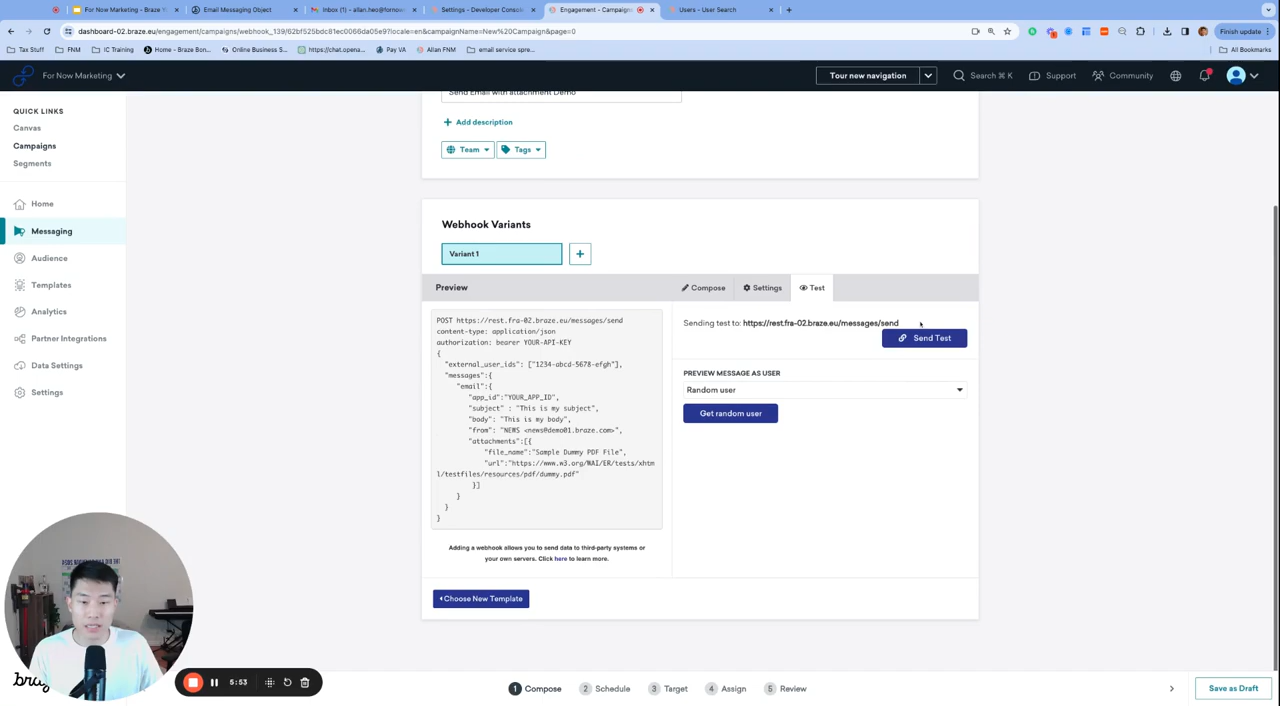 For Now Marketing - Braze H
Email Messaging Object
Inbox (1) – allan.heo@fornow
Settings - Developer Consol
Engagement - Campaigns
Users - User Search
dashboard-02.braze.eu/engagement/campaigns/webhook_139/62bf525bdc81ec0066da05e9?locale=en&campaignName=New%20Campaign&page=0
Finish update
Tax Stuff
FNM
IC Training
Home - Braze Bon...
Online Business S...
https://chat.opena...
Pay VA
Allan FNM
email service spre...
All Bookmarks
For Now Marketing
Tour new navigation
Search ⌘ K
Support
Community
QUICK LINKS
Canvas
Campaigns
Segments
Home
Messaging
Audience
Templates
Analytics
Partner Integrations
Data Settings
Settings
Send Email with attachment Demo
Add description
Team
Tags
Webhook Variants
Variant 1
+
Preview
Compose
Settings
Test
POST https://rest.fra-02.braze.eu/messages/send
content-type: application/json
authorization: bearer YOUR-API-KEY
{
"external_user_ids": ["1234-abcd-5678-efgh"],
"messages":{
"email":{
"app_id":"YOUR_APP_ID",
"subject" : "This is my subject",
"body": "This is my body",
"from": "NEWS <news@demo01.braze.com>",
"attachments":[{
"file_name":"Sample Dummy PDF File",
"url":"https://www.w3.org/WAI/ER/tests/xhtm
l/testfiles/resources/pdf/dummy.pdf"
}]
}
}
}
Adding a webhook allows you to send data to third-party systems or
your own servers. Click here to learn more.
Sending test to: https://rest.fra-02.braze.eu/messages/send
Send Test
PREVIEW MESSAGE AS USER
Random user
Get random user
Choose New Template
5:53
1 Compose
2 Schedule
3 Target
4 Assign
5 Review
Save as Draft